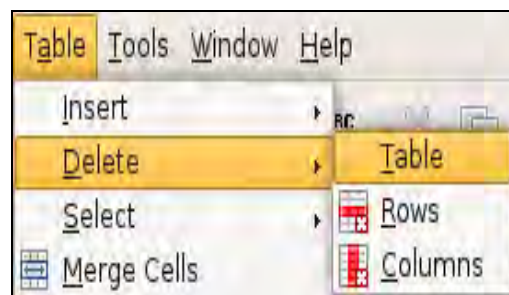 Table Tools Window Help
Insert
Delete
Table
Select
Rows
Merge Cells
Columns